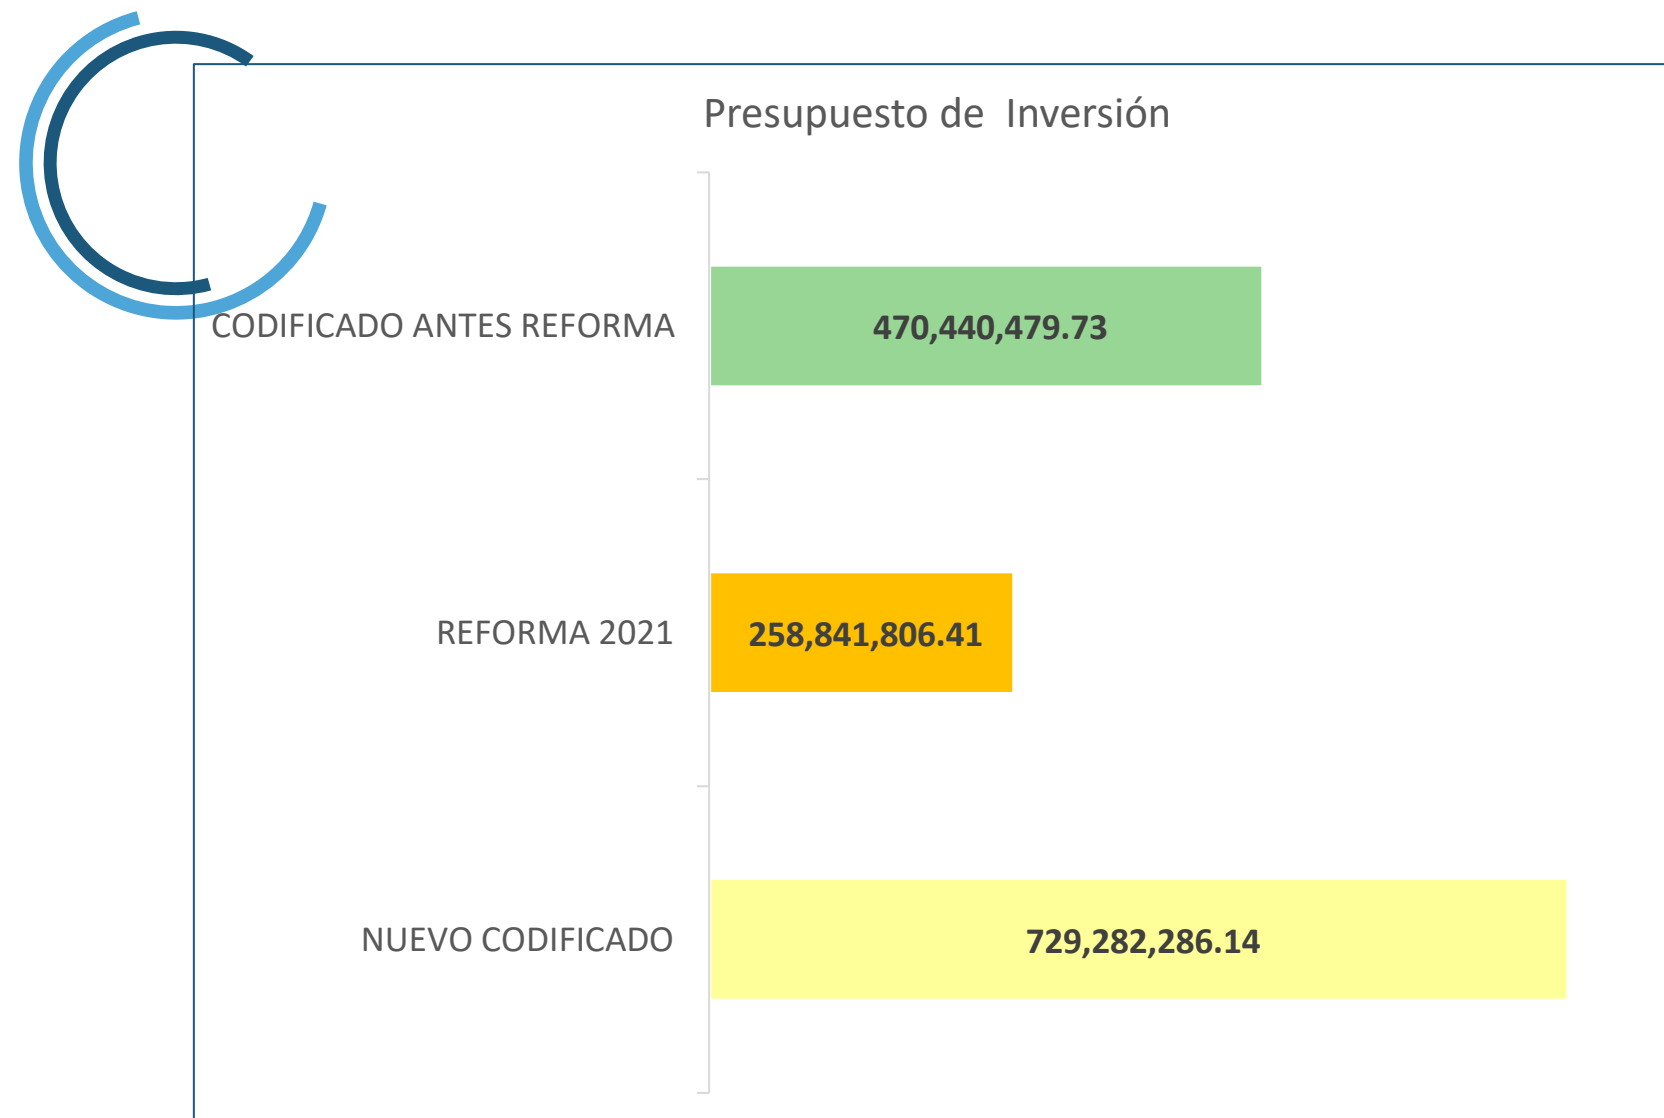 Presupuesto de  Inversión
CODIFICADO ANTES REFORMA
470,440,479.73
REFORMA 2021
258,841,806.41
NUEVO CODIFICADO
729,282,286.14